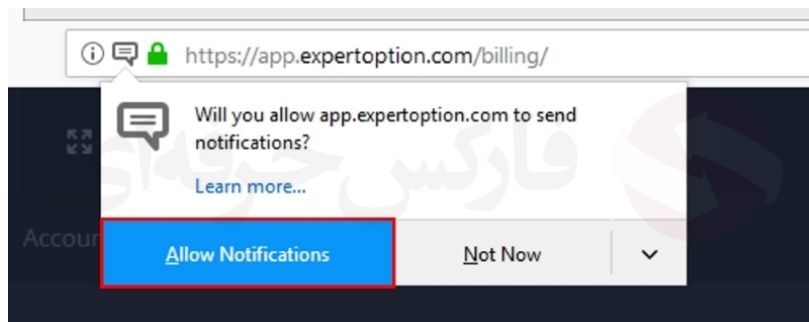 https://app.expertoption.com/billing/
Will you allow app.expertoption.com to send
notifications?
Learn more...
فارکس حرفه‌ای
Accour
Allow Notifications
Not Now